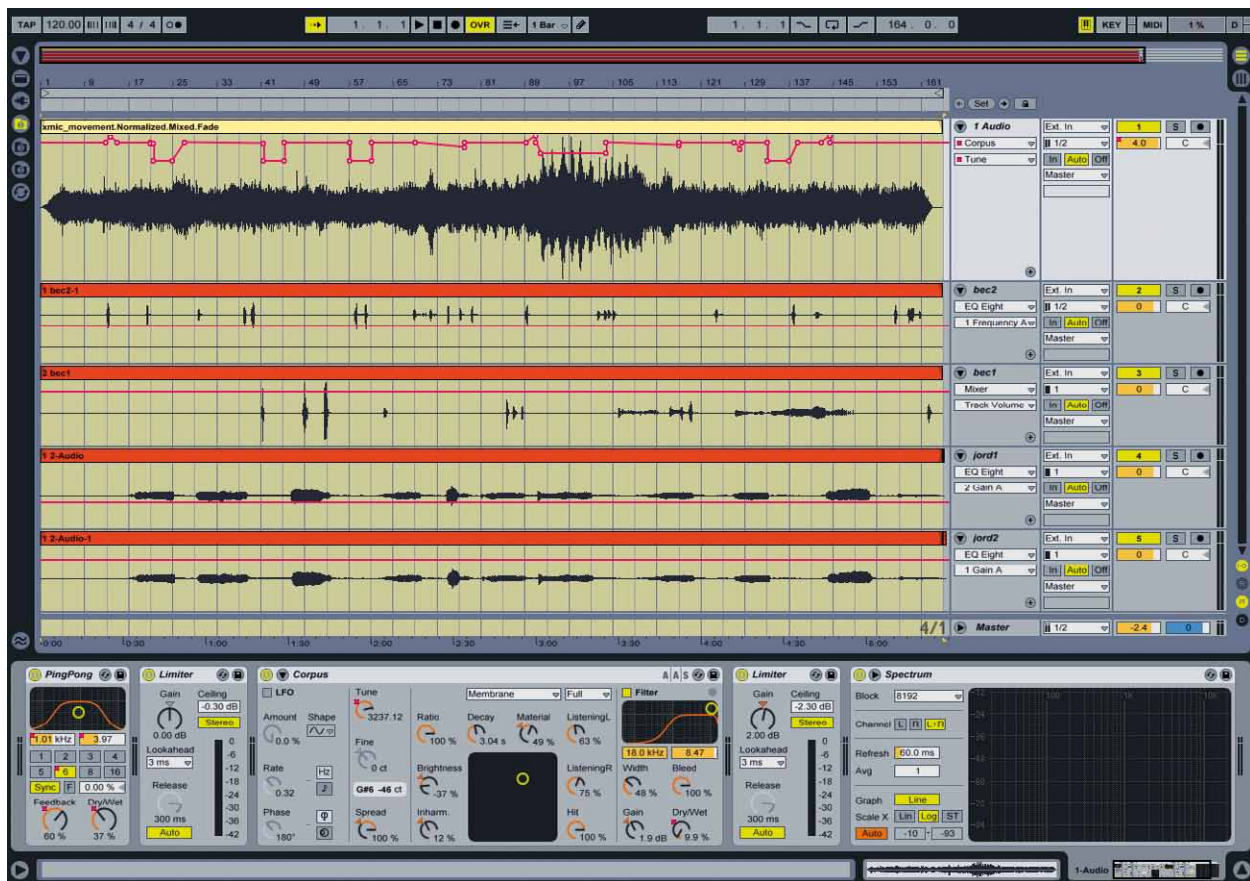 TAP 120.00 4 / 4 1. 1. 1 OVR 1 Bar 1. 1. 1 164. 0. 0 KEY MIDI 1 % D
1 9 17 25 33 41 49 57 65 73 81 89 97 105 113 121 129 137 145 153 161
Set
xmic_movement.Normalized.Mixed.Fade
1 Audio Ext. In 1 S
Corpus 1/2 4.0 C
Tune In Auto Off
Master
1 bec2-1
bec2 Ext. In 2 S
EQ Eight 1/2 0 C
1 Frequency A In Auto Off
Master
2 bec1
bec1 Ext. In 3 S
Mixer 1 0 C
Track Volume In Auto Off
Master
1 2-Audio
jord1 Ext. In 4 S
EQ Eight 1 0 C
2 Gain A In Auto Off
Master
1 2-Audio-1
jord2 Ext. In 5 S
EQ Eight 1 0 C
1 Gain A In Auto Off
Master
4/1 Master 1/2 -2.4 0
0:00 0:30 1:00 1:30 2:00 2:30 3:00 3:30 4:00 4:30 5:00
PingPong
1.01 kHz 3.97
1 2 3 4
5 6 8 16
Sync F 0.00 %
Feedback Dry/Wet
60 % 37 %
Limiter
Gain Ceiling
-0.30 dB
Stereo
0.00 dB
Lookahead
3 ms
Release
300 ms
Auto
0
-6
-12
-18
-24
-30
-36
-42
Corpus A A S
LFO
Amount Shape
0.0 %
Rate Hz
0.32
Phase
180°
Tune
3237.12
Fine
0 ct
G#6 -46 ct
Spread
100 %
Membrane Full
Ratio Decay Material ListeningL
100 % 3.04 s 49 % 63 %
Brightness
-37 %
Inharm.
12 %
ListeningR
75 %
Hit
100 %
Filter
18.0 kHz 8.47
Width Bleed
48 % 100 %
Gain Dry/Wet
1.9 dB 9.9 %
Limiter
Gain Ceiling
-2.30 dB
Stereo
2.00 dB
Lookahead
3 ms
Release
300 ms
Auto
0
-6
-12
-18
-24
-30
-36
-42
Spectrum
Block 8192
Channel L R L+R
Refresh 60.0 ms
Avg 1
Graph Line
Scale X Lin Log ST
Auto -10 - -93
-12 100 1K 10K
-24
-36
1-Audio